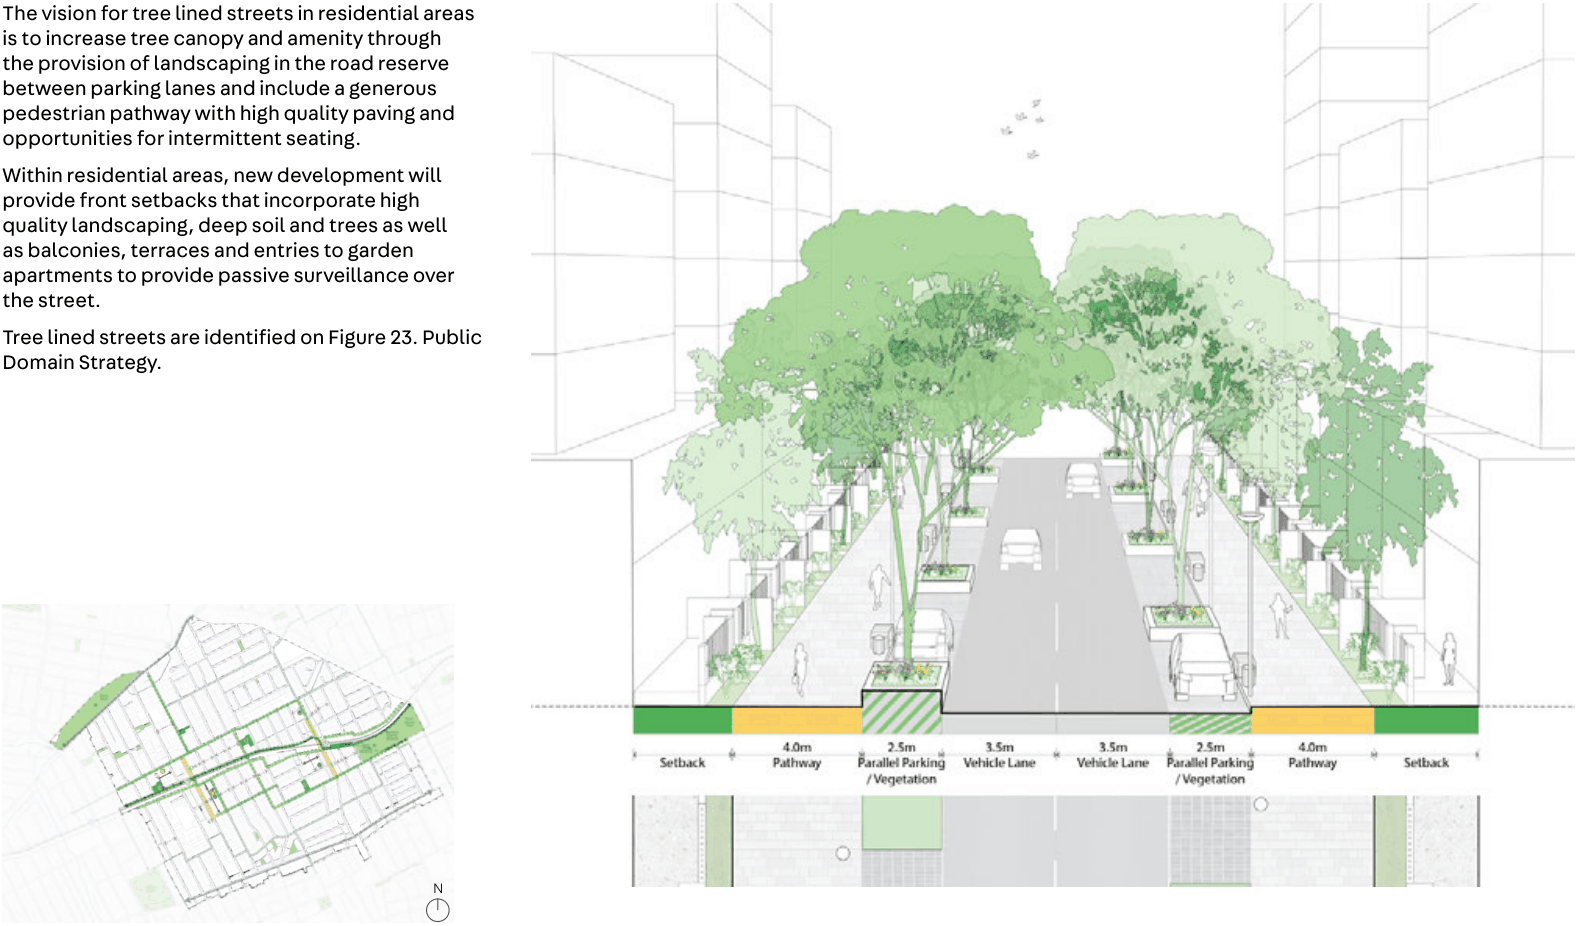 The vision for tree lined streets in residential areas
is to increase tree canopy and amenity through
the provision of landscaping in the road reserve
between parking lanes and include a generous
pedestrian pathway with high quality paving and
opportunities for intermittent seating.
Within residential areas, new development will
provide front setbacks that incorporate high
quality landscaping, deep soil and trees as well
as balconies, terraces and entries to garden
apartments to provide passive surveillance over
the street.
Tree lined streets are identified on Figure 23. Public
Domain Strategy.
N
Setback
4.0m
Pathway
2.5m
Parallel Parking
/ Vegetation
3.5m
Vehicle Lane
3.5m
Vehicle Lane
2.5m
Parallel Parking
/ Vegetation
4.0m
Pathway
Setback